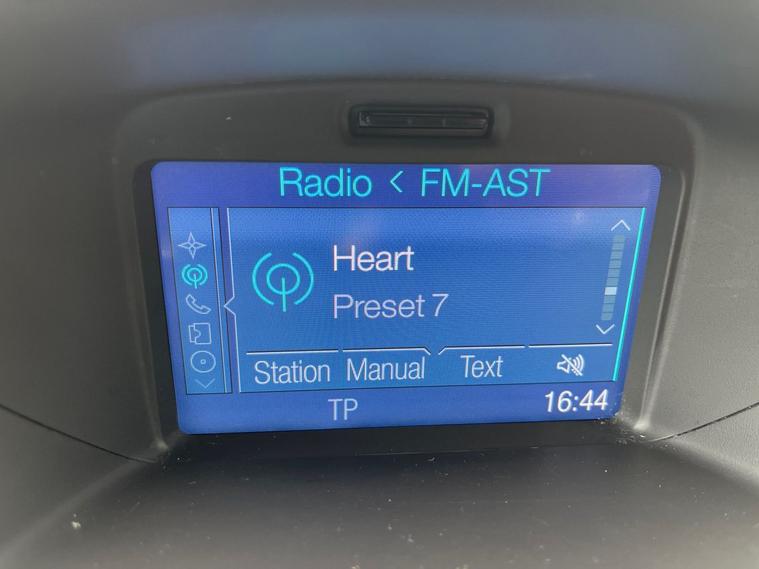 Radio < FM-AST
Heart
Preset 7
Station Manual Text
TP 16:44